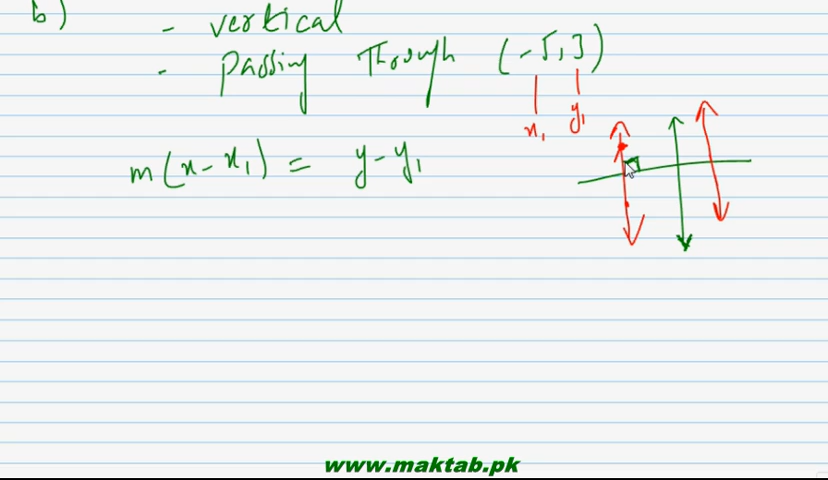 b) - vertical
- Passing Through (-5, 3)
x₁ y₁
m(x - x₁) = y - y₁
www.maktab.pk